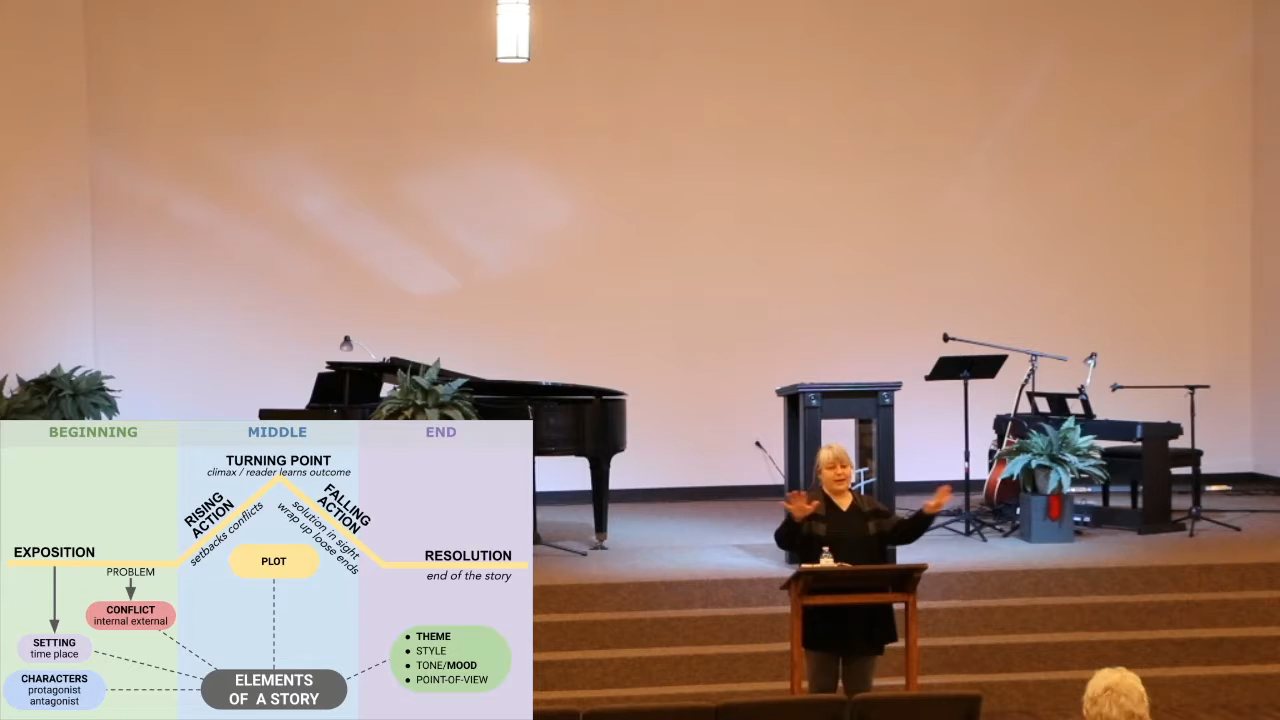 BEGINNING
MIDDLE
END
TURNING POINT
climax / reader learns outcome
RISING
ACTION
setbacks conflicts
FALLING
ACTION
solution in sight
wrap up loose ends
EXPOSITION
PROBLEM
CONFLICT
internal external
SETTING
time place
CHARACTERS
protagonist
antagonist
PLOT
ELEMENTS
OF A STORY
RESOLUTION
end of the story
• THEME
• STYLE
• TONE/MOOD
• POINT-OF-VIEW